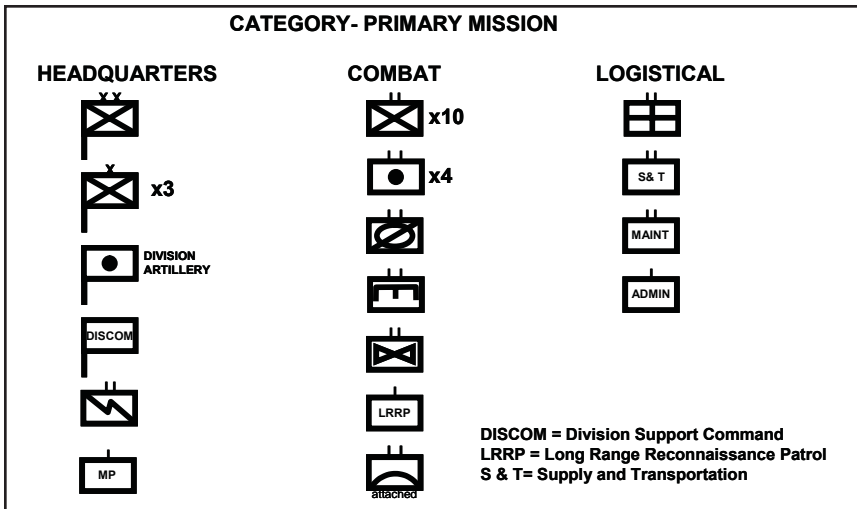 CATEGORY- PRIMARY MISSION
HEADQUARTERS
X X
X
x3
DIVISION
ARTILLERY
DISCOM
MP
COMBAT
x10
x4
LRRP
attached
LOGISTICAL
S& T
MAINT
ADMIN
DISCOM = Division Support Command
LRRP = Long Range Reconnaissance Patrol
S & T= Supply and Transportation